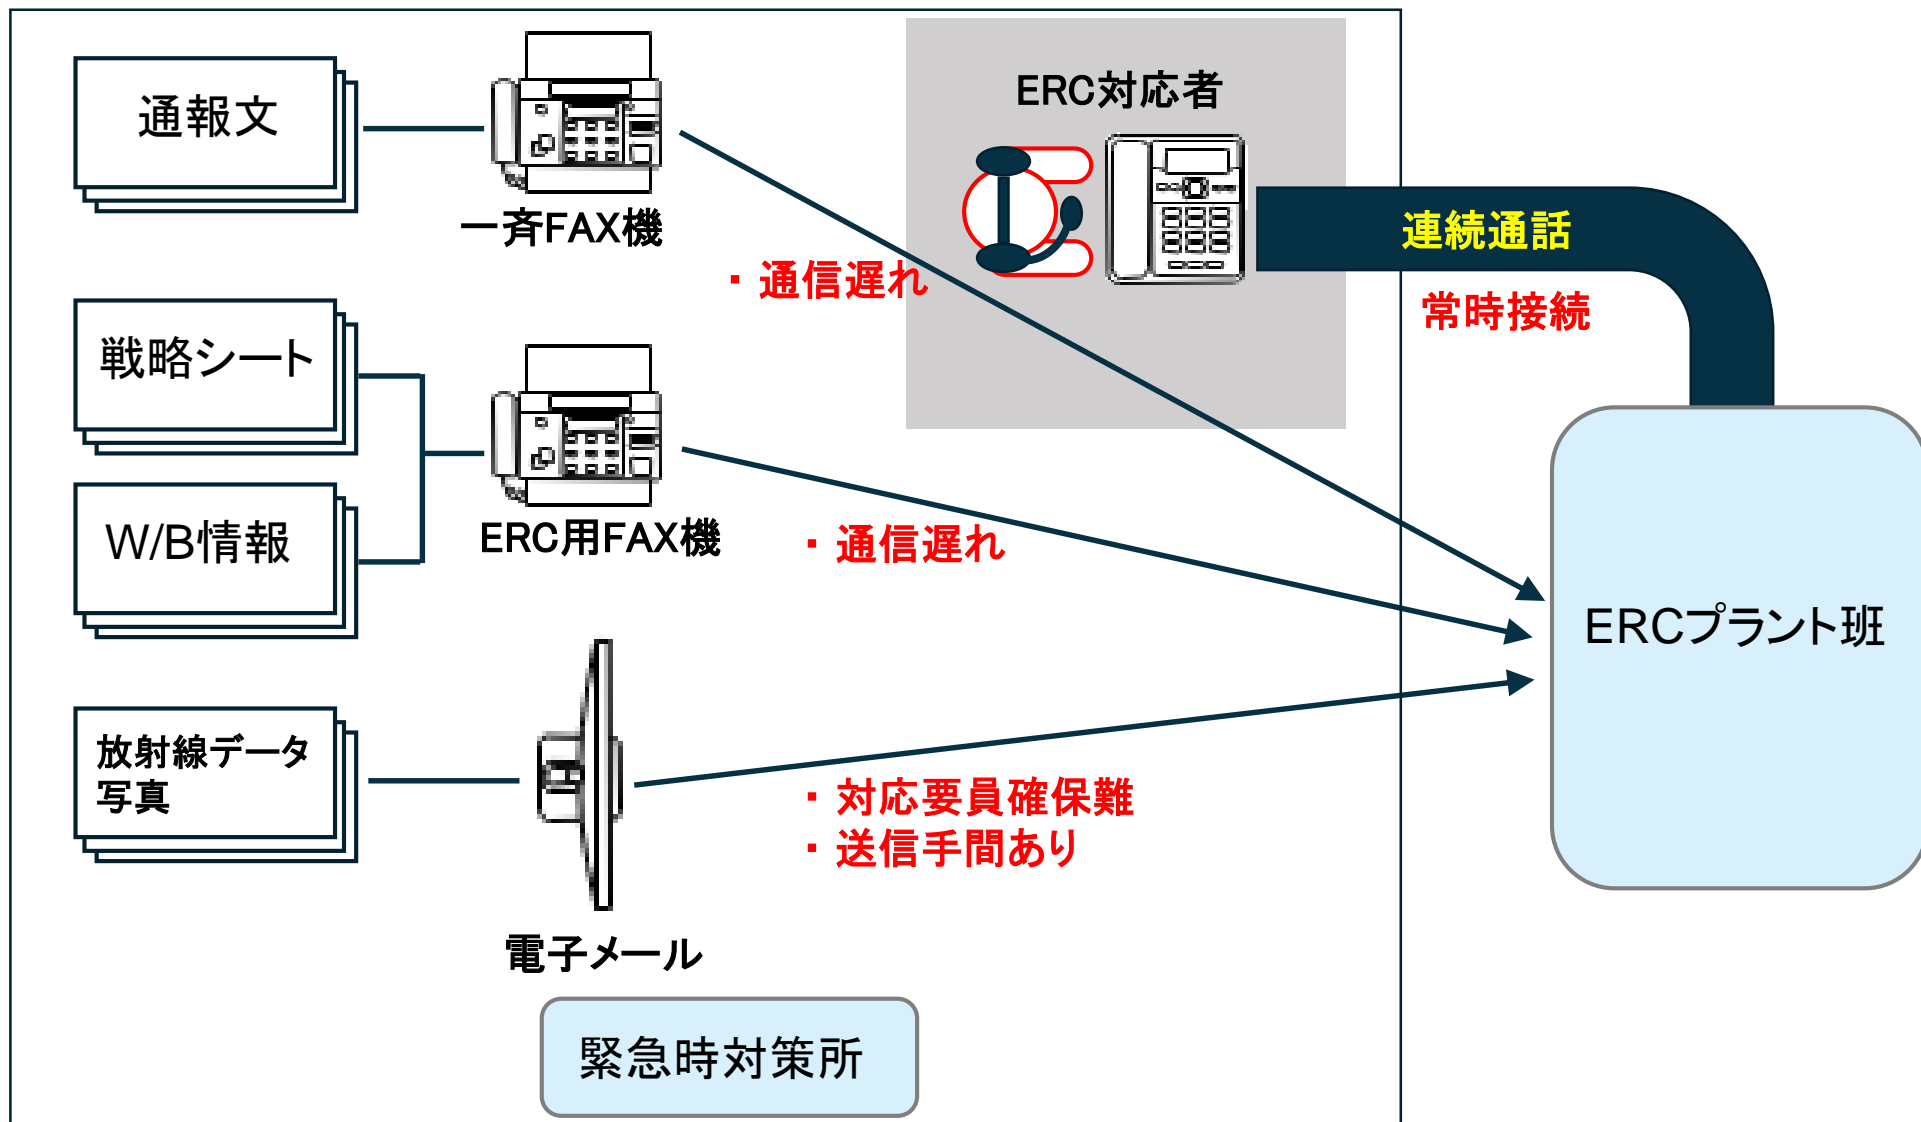 通報文
一斉FAX機
ERC対応者
連続通話
常時接続
・通信遅れ
戦略シート
W/B情報
ERC用FAX機
・通信遅れ
ERCプラント班
放射線データ
写真
・対応要員確保難
・送信手間あり
電子メール
緊急時対策所